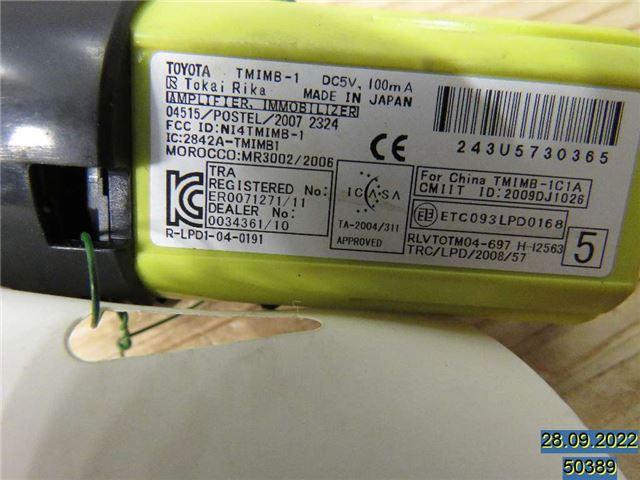 TOYOTA TMIMB-1 DC5V, 100mA
Tokai Rika MADE IN JAPAN
AMPLIFIER, IMMOBILIZER
04515/POSTEL/2007 2324
FCC ID:NI4TMIMB-1
IC:2842A-TMIMB1
MOROCCO:MR3002/2006
CE
243U5730365
TRA
REGISTERED No:
ER0071271/11
DEALER No:
0034361/10
R-LPD1-04-0191
ICASA
TA-2004/311
APPROVED
For China TMIMB-1C1A
CMIIT ID:2009DJ1026
ETC093LPD0168
RLVTOTM04-697 H-12563
TRC/LPD/2008/57
5
28.09.2022
50389